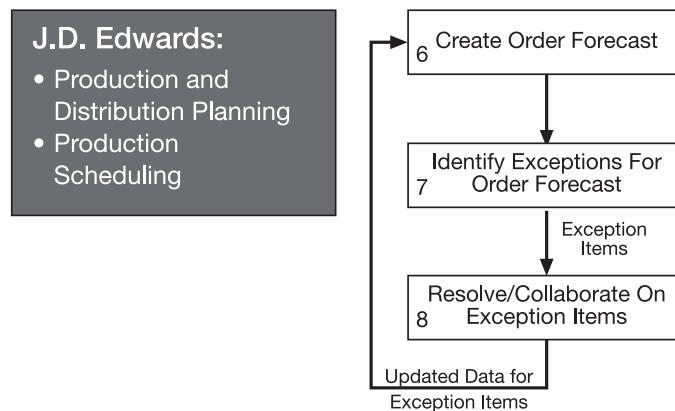 J.D. Edwards:
• Production and
Distribution Planning
• Production
Scheduling
6 Create Order Forecast
Identify Exceptions For
7 Order Forecast
Exception
Items
Resolve/Collaborate On
8 Exception Items
Updated Data for
Exception Items